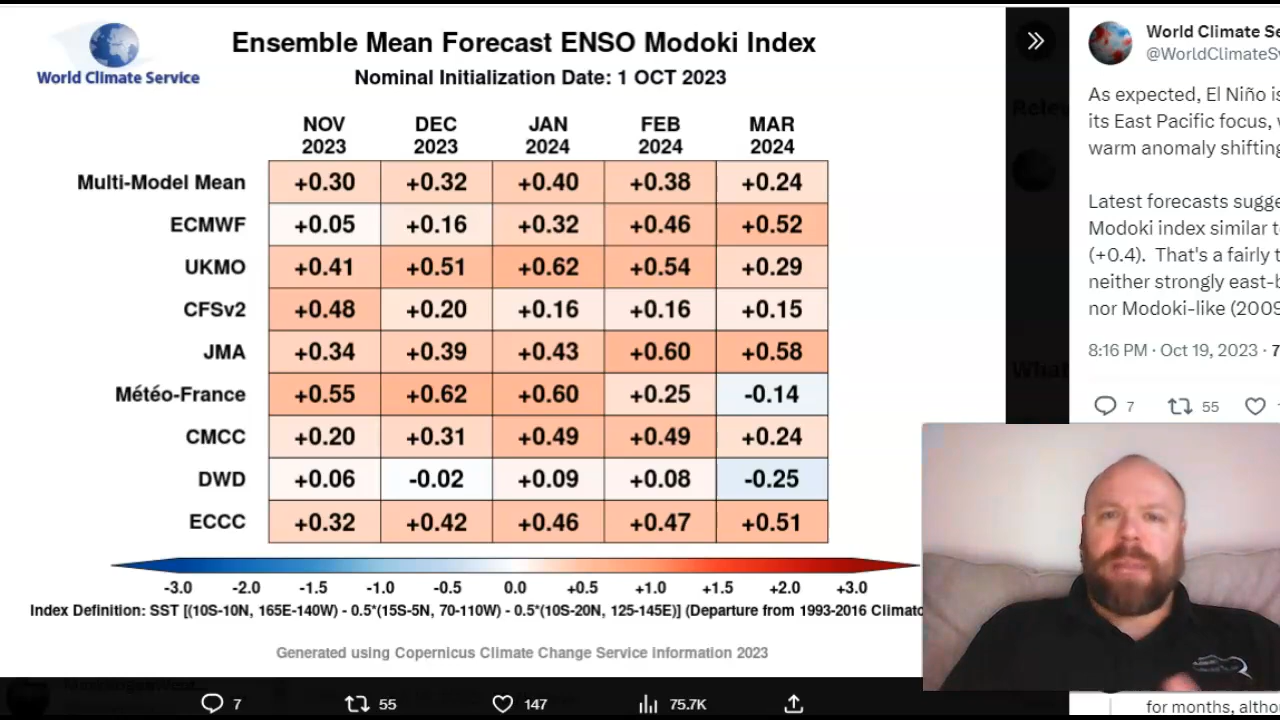 World Climate Service
Ensemble Mean Forecast ENSO Modoki Index
Nominal Initialization Date: 1 OCT 2023
NOV DEC JAN FEB MAR
2023 2023 2024 2024 2024
Multi-Model Mean +0.30 +0.32 +0.40 +0.38 +0.24
ECMWF +0.05 +0.16 +0.32 +0.46 +0.52
UKMO +0.41 +0.51 +0.62 +0.54 +0.29
CFSv2 +0.48 +0.20 +0.16 +0.16 +0.15
JMA +0.34 +0.39 +0.43 +0.60 +0.58
Météo-France +0.55 +0.62 +0.60 +0.25 -0.14
CMCC +0.20 +0.31 +0.49 +0.49 +0.24
DWD +0.06 -0.02 +0.09 +0.08 -0.25
ECCC +0.32 +0.42 +0.46 +0.47 +0.51
-3.0 -2.0 -1.5 -1.0 -0.5 0.0 +0.5 +1.0 +1.5 +2.0 +3.0
Index Definition: SST [(10S-10N, 165E-140W) - 0.5*(15S-5N, 70-110W) - 0.5*(10S-20N, 125-145E)] (Departure from 1993-2016 Climato
Generated using Copernicus Climate Change Service information 2023
7 55 147 75.7K
World Climate Se
@WorldClimateS
As expected, El Niño is
its East Pacific focus,
warm anomaly shifting
Latest forecasts sugge
Modoki index similar t
(+0.4). That's a fairly t
neither strongly east-b
nor Modoki-like (2009
8:16 PM · Oct 19, 2023 · 7
7 55
for months, altho